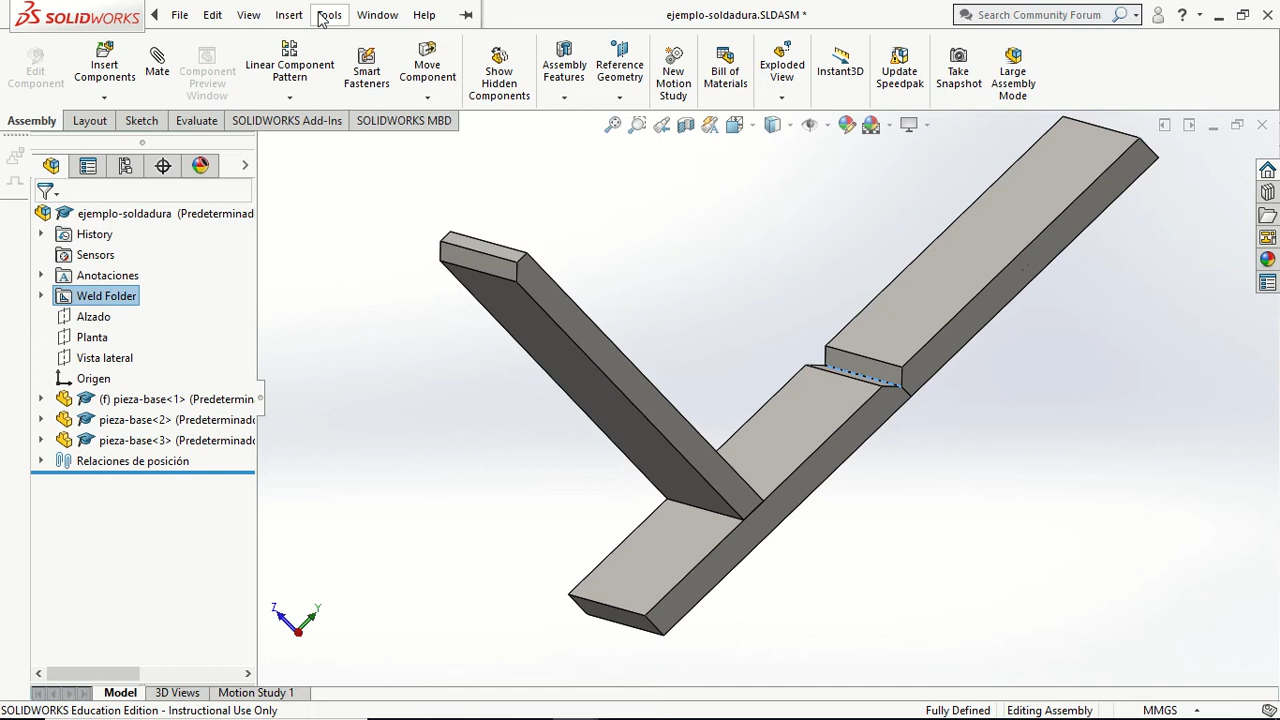 SOLIDWORKS File Edit View Insert Tools Window Help ejemplo-soldadura.SLDASM * Search Community Forum ?
Edit Component
Insert Components
Mate
Component Preview Window
Linear Component Pattern
Smart Fasteners
Move Component
Show Hidden Components
Assembly Features
Reference Geometry
New Motion Study
Bill of Materials
Exploded View
Instant3D
Update Speedpak
Take Snapshot
Large Assembly Mode
Assembly Layout Sketch Evaluate SOLIDWORKS Add-Ins SOLIDWORKS MBD
ejemplo-soldadura (Predeterminad
History
Sensors
Anotaciones
Weld Folder
Alzado
Planta
Vista lateral
Origen
(f) pieza-base<1> (Predetermin
pieza-base<2> (Predeterminado
pieza-base<3> (Predeterminado
Relaciones de posición
Z Y
Model 3D Views Motion Study 1
SOLIDWORKS Education Edition - Instructional Use Only Fully Defined Editing Assembly MMGS